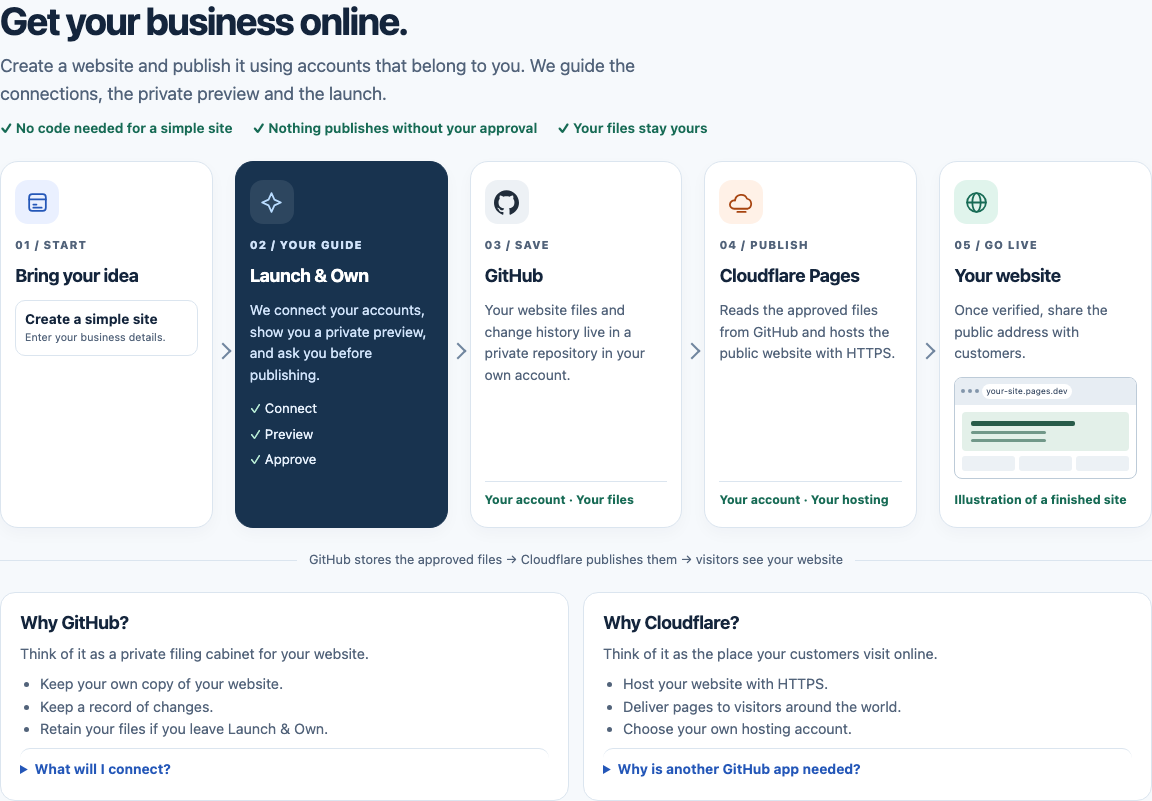 Get your business online.
Create a website and publish it using accounts that belong to you. We guide the
connections, the private preview and the launch.
✓ No code needed for a simple site ✓ Nothing publishes without your approval ✓ Your files stay yours
01 / START
Bring your idea
Create a simple site
Enter your business details.
02 / YOUR GUIDE
Launch & Own
We connect your accounts,
show you a private preview,
and ask you before
publishing.
✓ Connect
✓ Preview
✓ Approve
03 / SAVE
GitHub
Your website files and
change history live in a
private repository in your
own account.
Your account · Your files
04 / PUBLISH
Cloudflare Pages
Reads the approved files
from GitHub and hosts the
public website with HTTPS.
Your account · Your hosting
05 / GO LIVE
Your website
Once verified, share the
public address with
customers.
your-site.pages.dev
Illustration of a finished site
GitHub stores the approved files → Cloudflare publishes them → visitors see your website
Why GitHub?
Think of it as a private filing cabinet for your website.
• Keep your own copy of your website.
• Keep a record of changes.
• Retain your files if you leave Launch & Own.
▶ What will I connect?
Why Cloudflare?
Think of it as the place your customers visit online.
• Host your website with HTTPS.
• Deliver pages to visitors around the world.
• Choose your own hosting account.
▶ Why is another GitHub app needed?